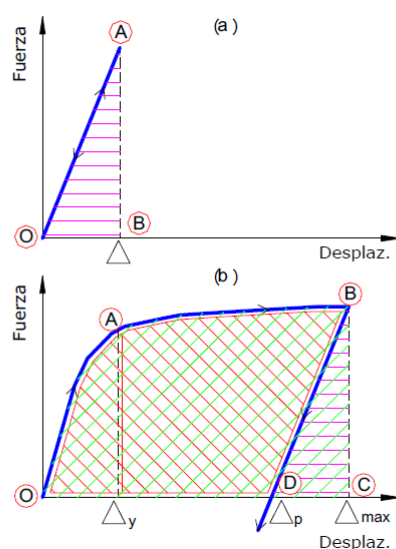 (a)
Fuerza
A
O
B
Desplaz.
Δ
(b)
Fuerza
A
B
O
D
C
Δy
Δp
Δmax
Desplaz.